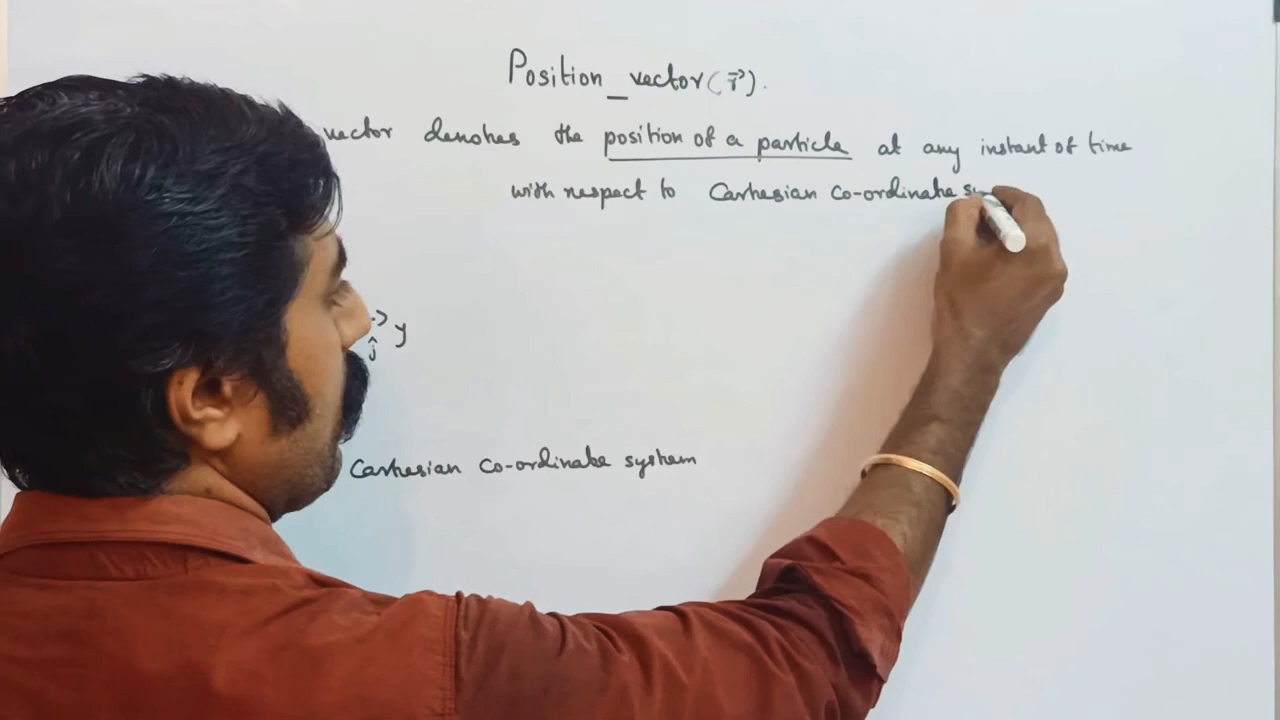 Position_vector (r⃗).
vector denotes the position of a particle at any instant of time
with respect to Cartesian co-ordinate sy
y
ĵ
Cartesian co-ordinate system